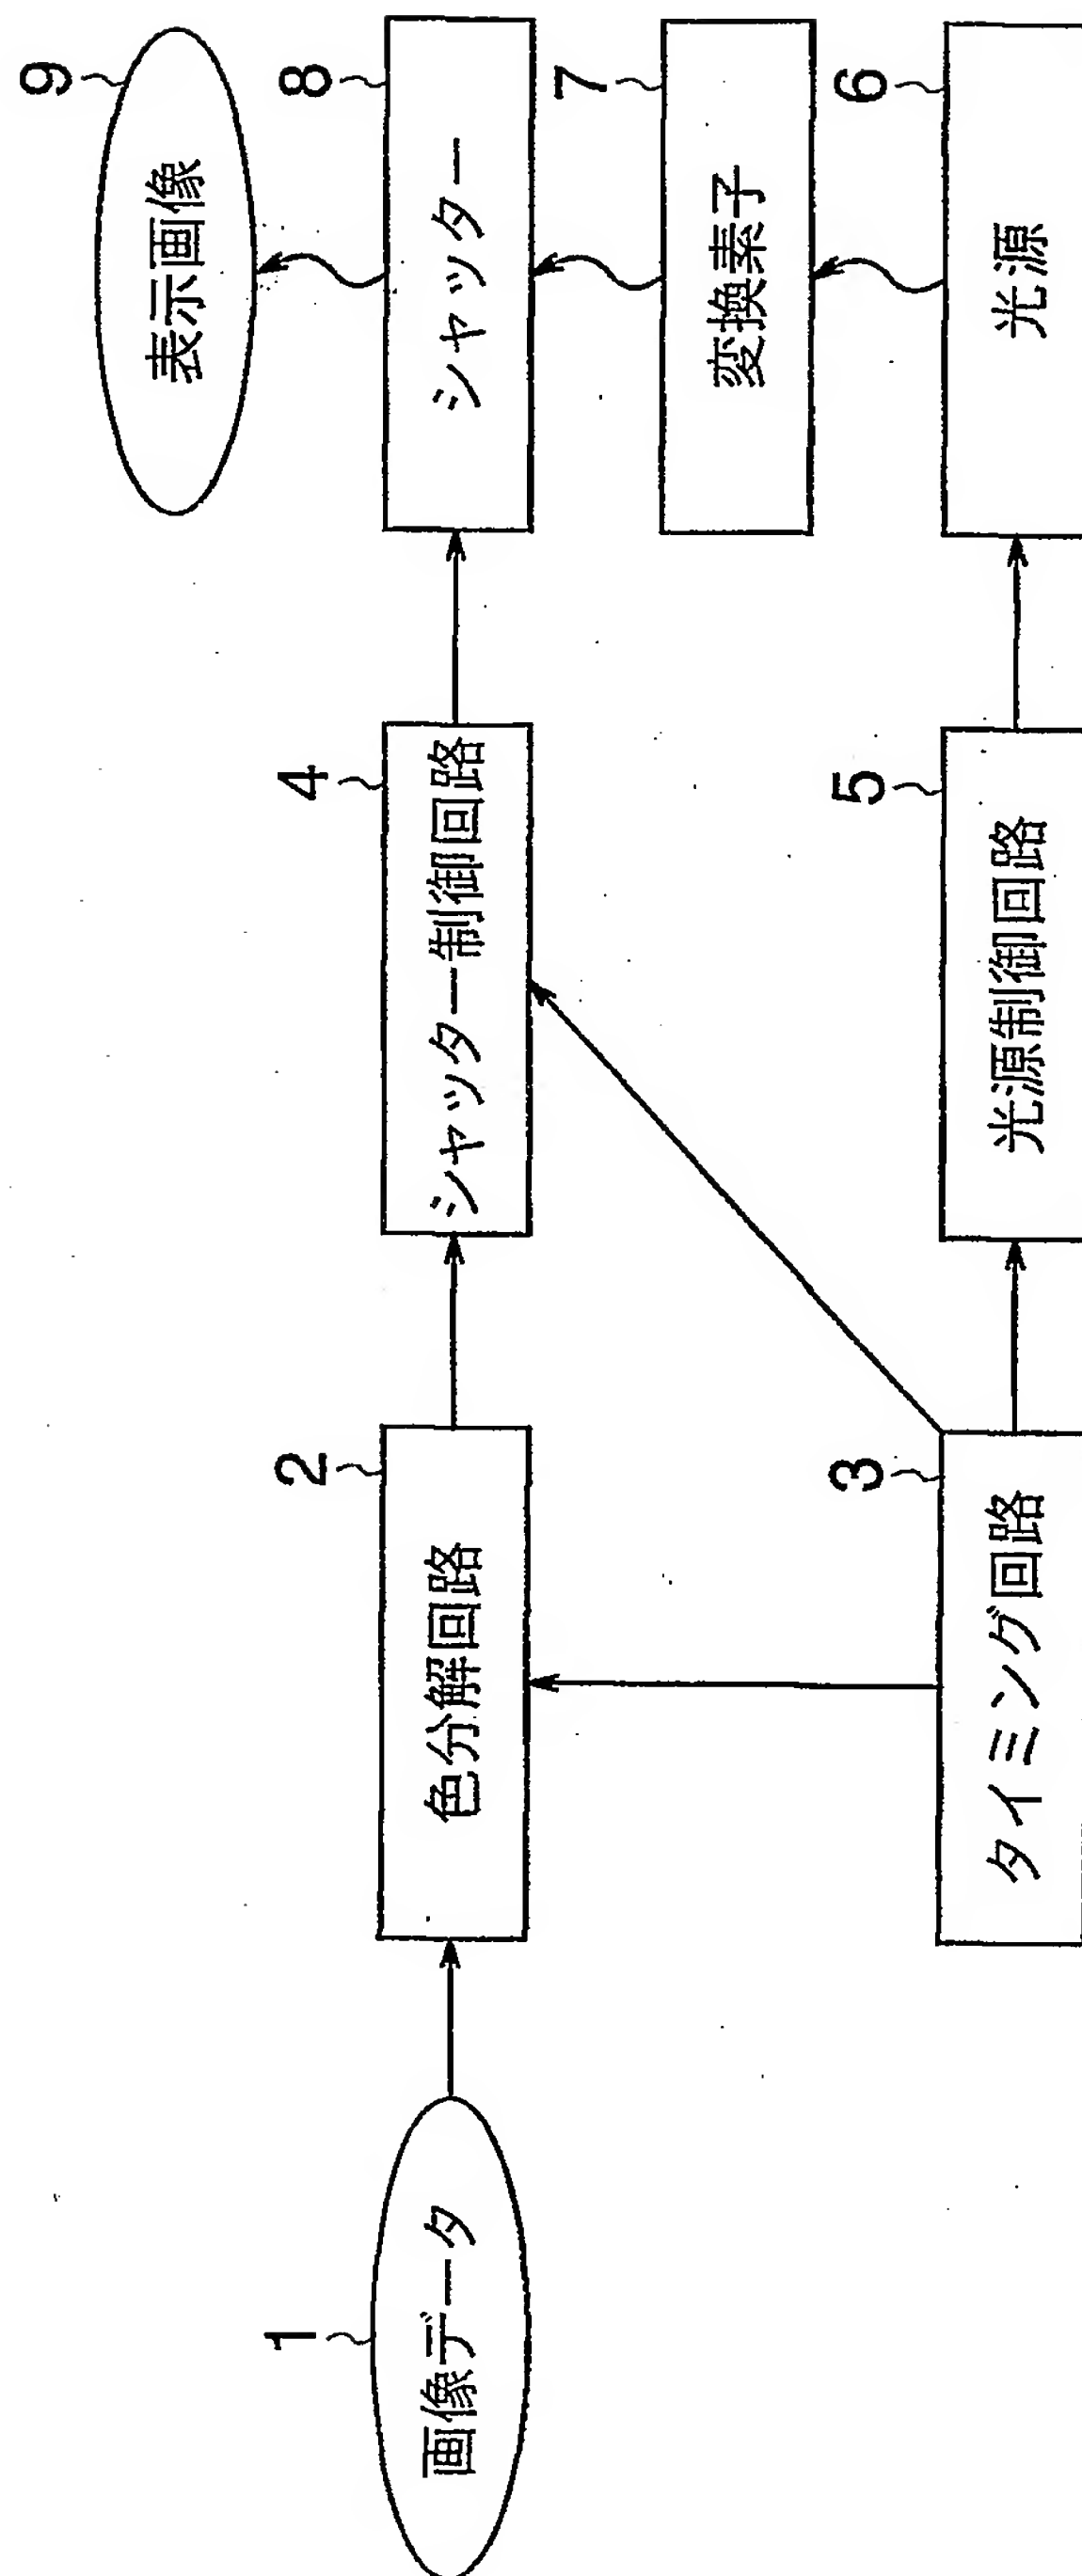 9
表示画像
8
シャッター
7
変換素子
6
光源
4
シャッター制御回路
5
光源制御回路
2
色分解回路
3
タイミング回路
1
画像データ